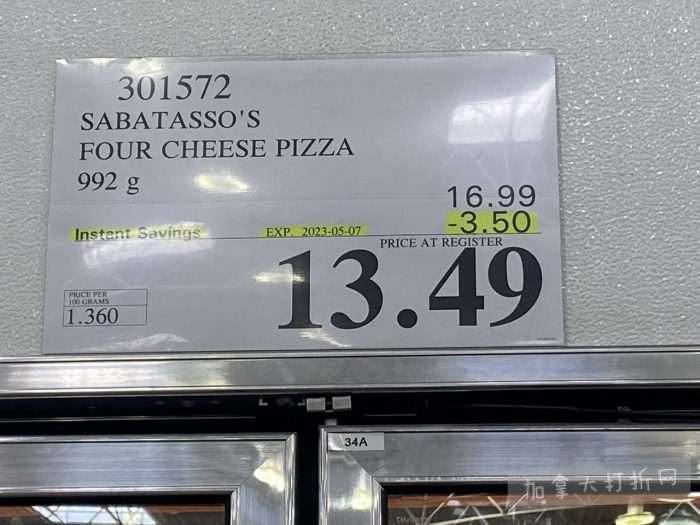 301572
SABATASSO'S
FOUR CHEESE PIZZA
992 g
16.99
-3.50
Instant Savings EXP. 2023-05-07
PRICE AT REGISTER
13.49
PRICE PER
100 GRAMS
1.360
34A
加拿大打折网